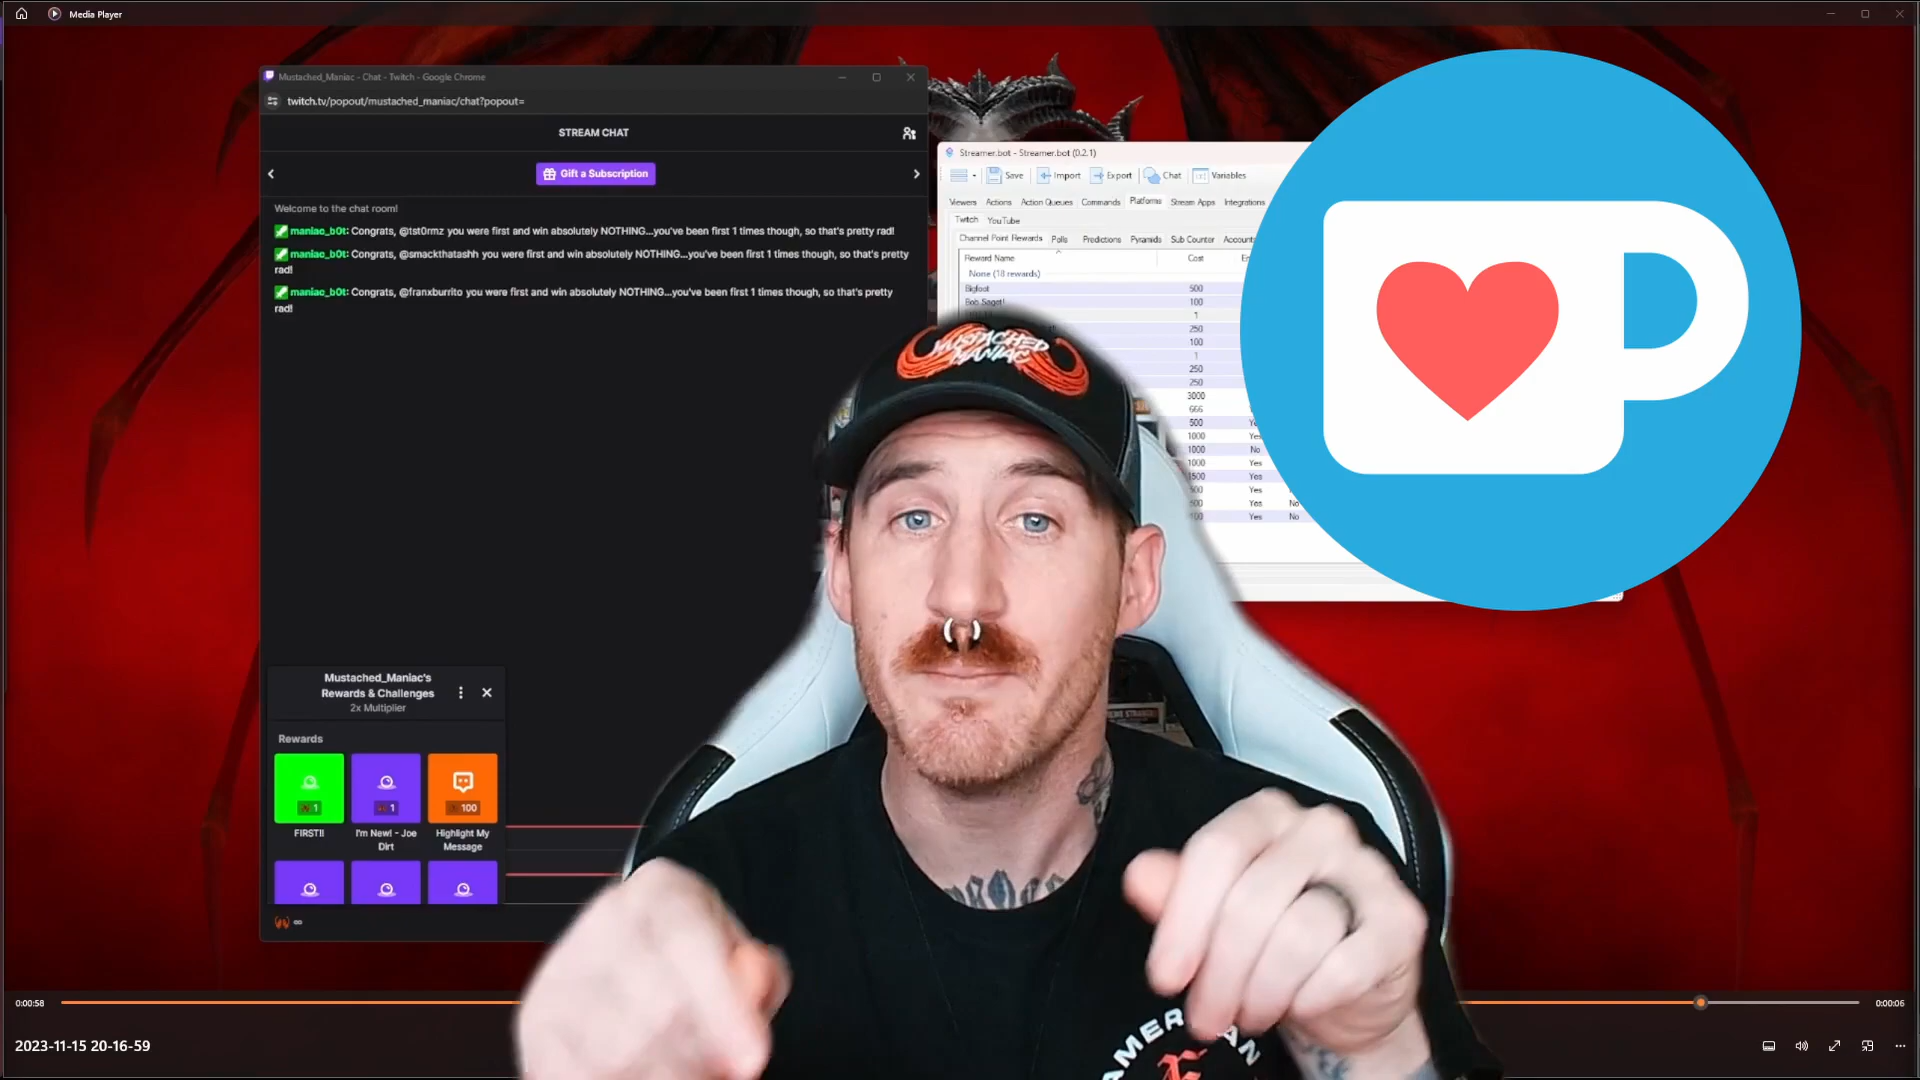 Media Player
Mustached_Maniac - Chat - Twitch - Google Chrome
twitch.tv/popout/mustached_maniac/chat?popout=
STREAM CHAT
Gift a Subscription
Welcome to the chat room!
maniac_b0t: Congrats, @tst0rmz you were first and win absolutely NOTHING...you've been first 1 times though, so that's pretty rad!
maniac_b0t: Congrats, @smackthatashh you were first and win absolutely NOTHING...you've been first 1 times though, so that's pretty
rad!
maniac_b0t: Congrats, @franxburrito you were first and win absolutely NOTHING...you've been first 1 times though, so that's pretty
rad!
Mustached_Maniac's
Rewards & Challenges
2x Multiplier
Rewards
1 1 100
FIRST!! I'm New! - Joe Highlight My
Dirt Message
Streamer.bot - Streamer.bot (0.2.1)
Save Import Export Chat Variables
Viewers Actions Action Queues Commands Platforms Stream Apps Integrations
Twitch YouTube
Channel Point Rewards Polls Predictions Pyramids Sub Counter Accounts
Reward Name Cost
None (18 rewards)
Bigfoot 500
Bob Saget! 100
1
250
100
1
250
250
3000
666
500
1000 Yes
1000 No
1000 Yes
1500 Yes
500 Yes
500 Yes No
100 Yes No
MUSTACHED
MANIAC
AMERICAN
0:00:58
0:00:06
2023-11-15 20-16-59